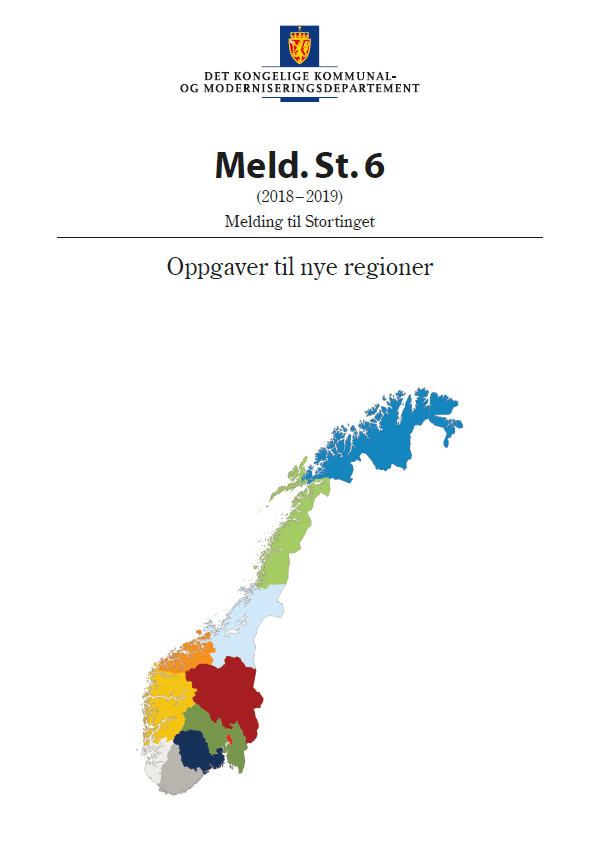 DET KONGELIGE KOMMUNAL-
OG MODERNISERINGSDEPARTEMENT
Meld. St. 6
(2018–2019)
Melding til Stortinget
Oppgaver til nye regioner